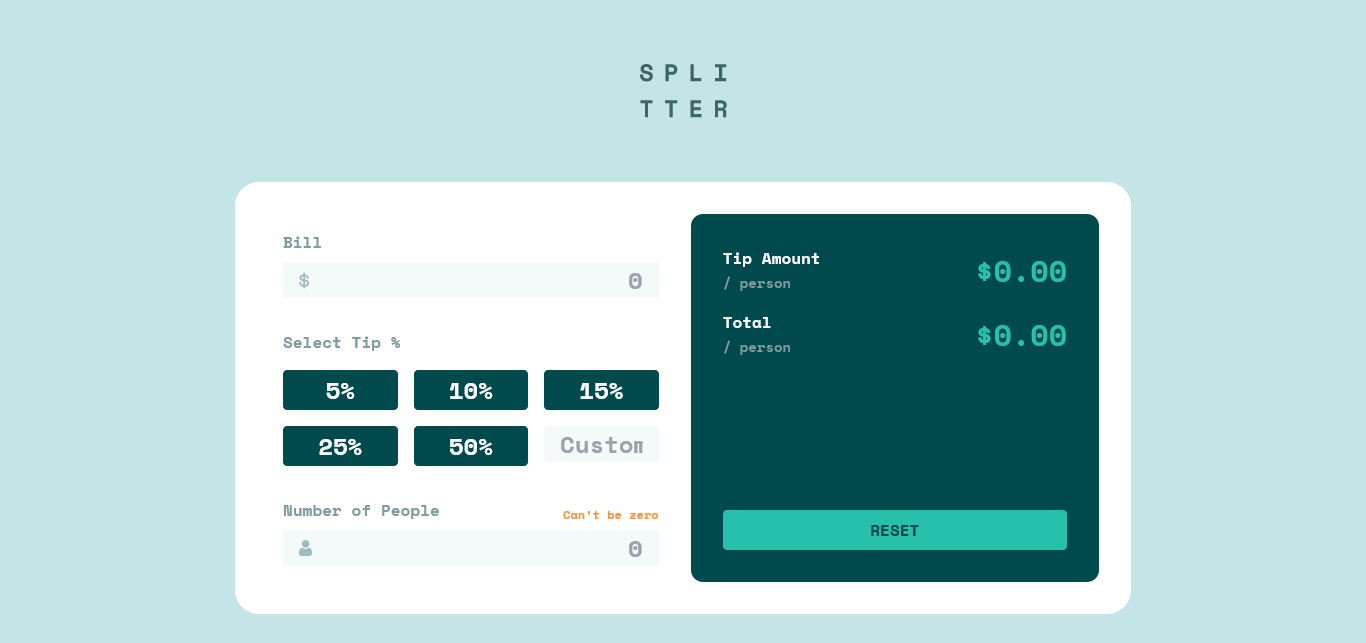 SPLI
TTER
Bill
$ 0
Select Tip %
5% 10% 15%
25% 50% Custom
Number of People Can't be zero
0
Tip Amount
/ person
$0.00
Total
/ person
$0.00
RESET